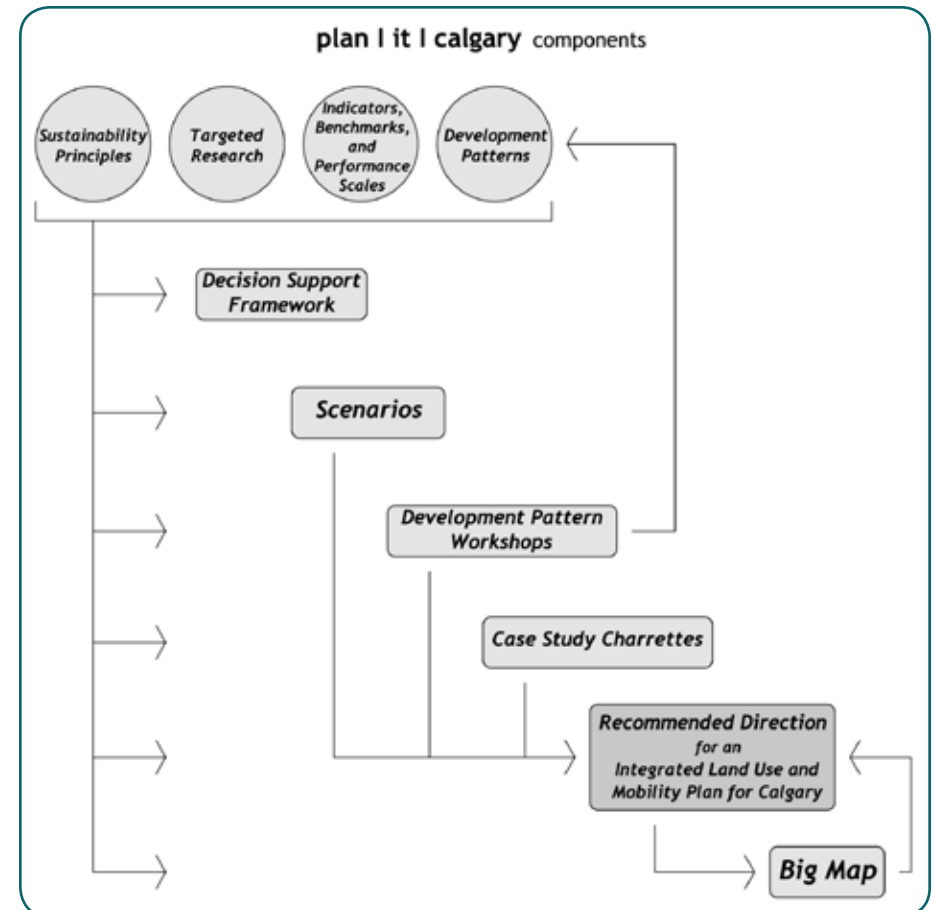 plan | it | calgary components
Sustainability
Principles
Targeted
Research
Indicators,
Benchmarks,
and
Performance
Scales
Development
Patterns
Decision Support
Framework
Scenarios
Development Pattern
Workshops
Case Study Charrettes
Recommended Direction
for an
Integrated Land Use and
Mobility Plan for Calgary
Big Map